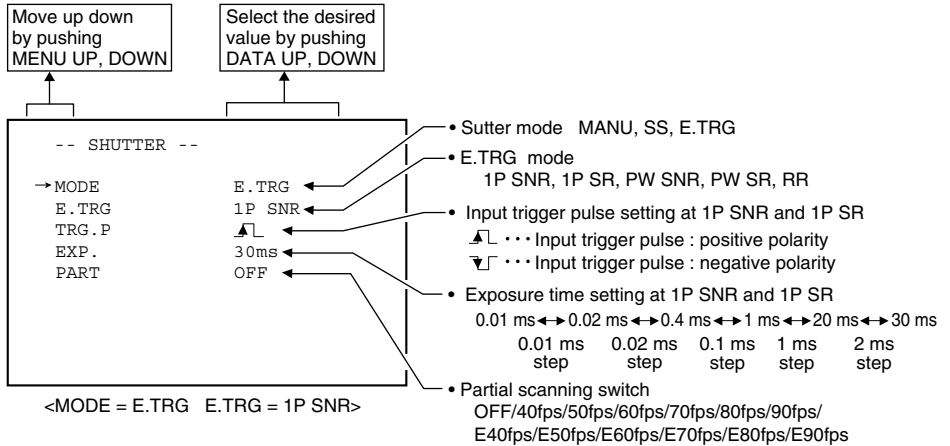 Move up down
by pushing
MENU UP, DOWN
Select the desired
value by pushing
DATA UP, DOWN
-- SHUTTER --
→MODE E.TRG
E.TRG 1P SNR
TRG.P
EXP. 30ms
PART OFF
<MODE = E.TRG E.TRG = 1P SNR>
• Sutter mode MANU, SS, E.TRG
• E.TRG mode
1P SNR, 1P SR, PW SNR, PW SR, RR
• Input trigger pulse setting at 1P SNR and 1P SR
··· Input trigger pulse : positive polarity
··· Input trigger pulse : negative polarity
• Exposure time setting at 1P SNR and 1P SR
0.01 ms↔0.02 ms↔0.4 ms↔1 ms↔20 ms↔30 ms
0.01 ms 0.02 ms 0.1 ms 1 ms 2 ms
step step step step step
• Partial scanning switch
OFF/40fps/50fps/60fps/70fps/80fps/90fps/
E40fps/E50fps/E60fps/E70fps/E80fps/E90fps